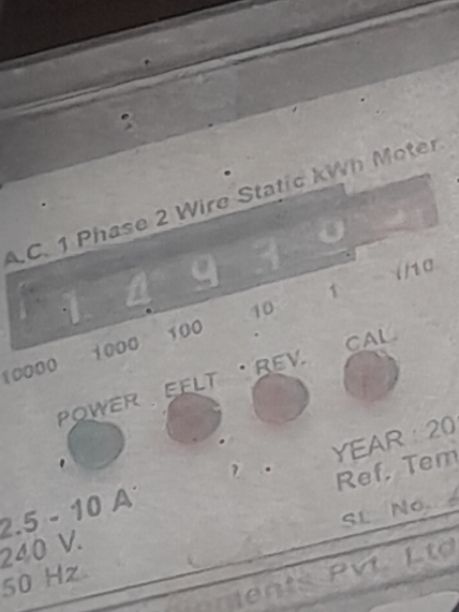 A.C. 1 Phase 2 Wire Static kWh Meter
1 4 9
10000 1000 100 10 1 1/10
POWER EFLT REV. CAL.
YEAR : 20
Ref. Tem
2.5 - 10 A
SL No.
240 V.
50 Hz.
ments Pvt. Ltd